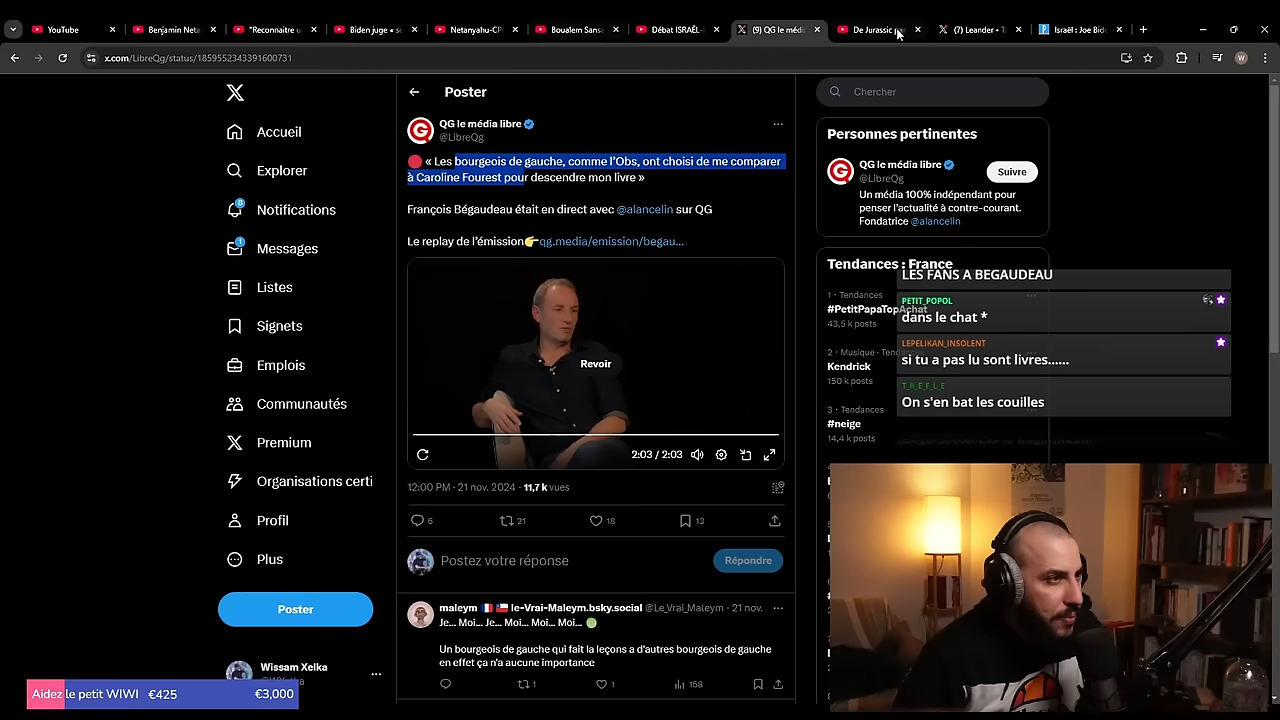 YouTube
Benjamin Neta
"Reconnaitre u
Biden juge « sc
Netanyahu-CP
Boualem Sansa
Débat ISRAËL-
(9) QG le média
De Jurassic
(7) Leander • T
Israël : Joe Bide
x.com/LibreQg/status/1859552343391600731
W
Accueil
Explorer
8
Notifications
1
Messages
Listes
Signets
Emplois
Communautés
Premium
Organisations certi
Profil
Plus
Poster
Wissam Xelka
Aidez le petit WIWI €425 €3,000
Poster
QG le média libre
@LibreQg
« Les bourgeois de gauche, comme l'Obs, ont choisi de me comparer
à Caroline Fourest pour descendre mon livre »
François Bégaudeau était en direct avec @alancelin sur QG
Le replay de l'émission👉qg.media/emission/begau...
Revoir
2:03 / 2:03
12:00 PM · 21 nov. 2024 · 11,7 k vues
6
21
18
13
Postez votre réponse
Répondre
maleym 🇫🇷 🇨🇱 le-Vrai-Maleym.bsky.social @Le_Vrai_Maleym · 21 nov.
Je... Moi... Je... Moi... Moi... Moi...
Un bourgeois de gauche qui fait la leçons a d'autres bourgeois de gauche
en effet ça n'a aucune importance
1
1
158
Chercher
Personnes pertinentes
QG le média libre
@LibreQg
Suivre
Un média 100% indépendant pour
penser l'actualité à contre-courant.
Fondatrice @alancelin
Tendances : France
1 · Tendances
#PetitPapaTopAchat
43,5 k posts
2 · Musique · Tendances
Kendrick
150 k posts
3 · Tendances
#neige
14,4 k posts
LES FANS A BEGAUDEAU
PETIT_POPOL
dans le chat *
LEPELIKAN_INSOLENT
si tu a pas lu sont livres......
T_R_E_F_L_E
On s'en bat les couilles